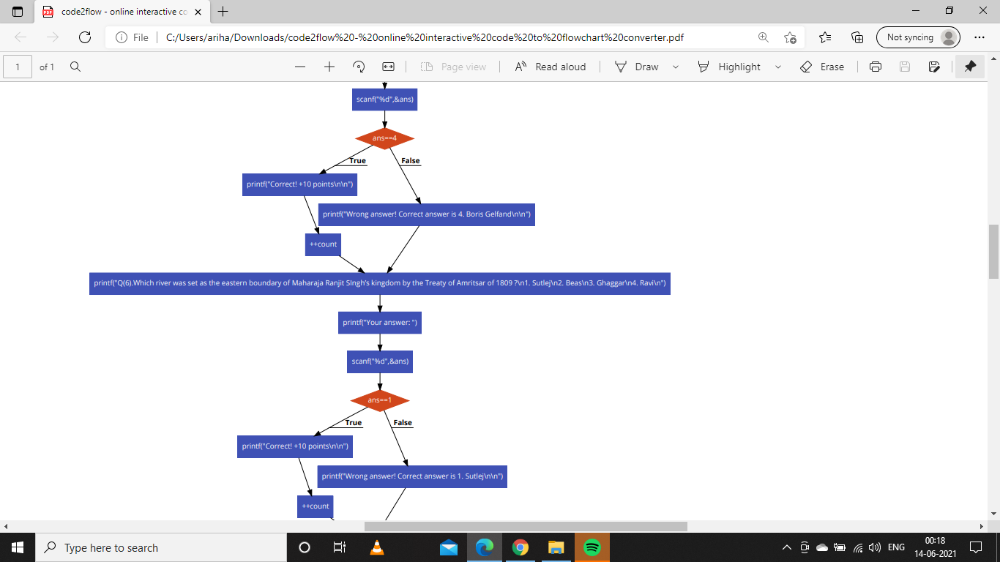 code2flow - online interactive co
File
C:/Users/ariha/Downloads/code2flow%20-%20online%20interactive%20code%20to%20flowchart%20converter.pdf
Not syncing
1 of 1
Page view
Read aloud
Draw
Highlight
Erase
scanf("%d",&ans)
ans==4
True
False
printf("Correct! +10 points\n\n")
printf("Wrong answer! Correct answer is 4. Boris Gelfand\n\n")
++count
printf("Q(6).Which river was set as the eastern boundary of Maharaja Ranjit SIngh's kingdom by the Treaty of Amritsar of 1809 ?\n1. Sutlej\n2. Beas\n3. Ghaggar\n4. Ravi\n")
printf("Your answer: ")
scanf("%d",&ans)
ans==1
True
False
printf("Correct! +10 points\n\n")
printf("Wrong answer! Correct answer is 1. Sutlej\n\n")
++count
Type here to search
ENG
00:18
14-06-2021